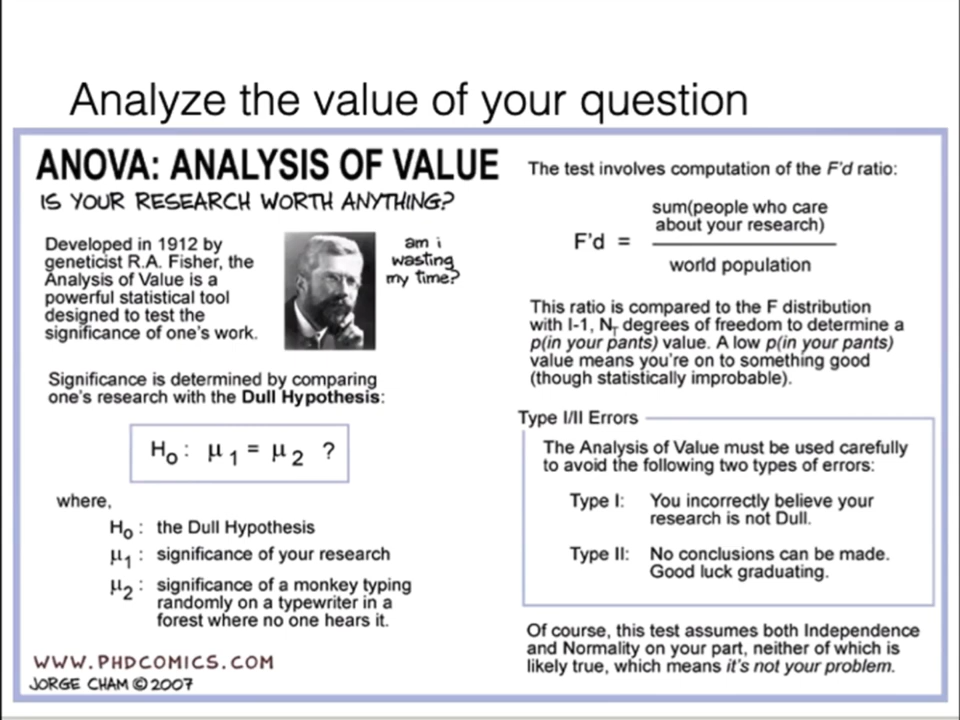 Analyze the value of your question
ANOVA: ANALYSIS OF VALUE
IS YOUR RESEARCH WORTH ANYTHING?
Developed in 1912 by
geneticist R.A. Fisher, the
Analysis of Value is a
powerful statistical tool
designed to test the
significance of one's work.
am i
wasting
my time?
Significance is determined by comparing
one's research with the Dull Hypothesis:
H₀: μ₁ = μ₂ ?
where,
H₀: the Dull Hypothesis
μ₁: significance of your research
μ₂: significance of a monkey typing
randomly on a typewriter in a
forest where no one hears it.
WWW.PHDCOMICS.COM
JORGE CHAM © 2007
The test involves computation of the F'd ratio:
sum(people who care
about your research)
F'd =
world population
This ratio is compared to the F distribution
with I-1, N_T degrees of freedom to determine a
p(in your pants) value. A low p(in your pants)
value means you're on to something good
(though statistically improbable).
Type I/II Errors
The Analysis of Value must be used carefully
to avoid the following two types of errors:
Type I: You incorrectly believe your
research is not Dull.
Type II: No conclusions can be made.
Good luck graduating.
Of course, this test assumes both Independence
and Normality on your part, neither of which is
likely true, which means it's not your problem.